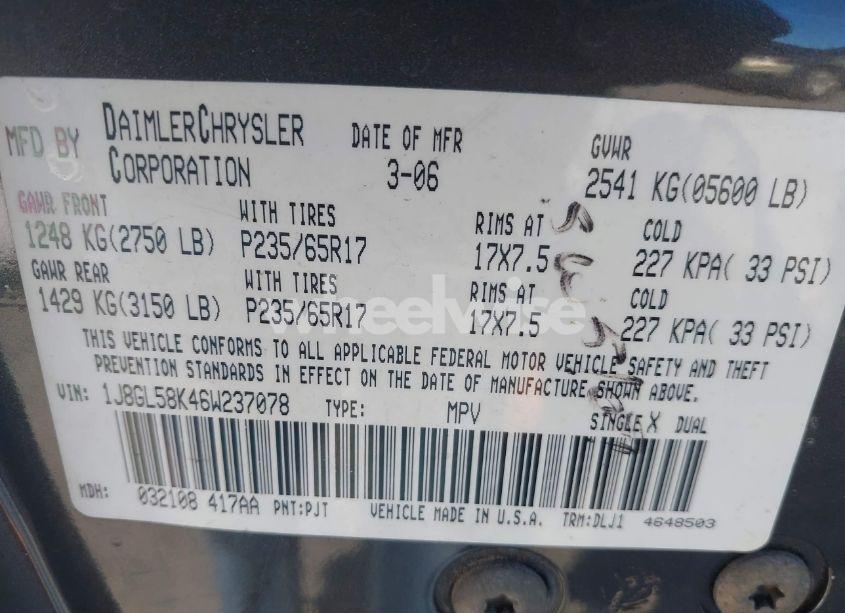 MFD BY DAIMLERCHRYSLER CORPORATION DATE OF MFR 3-06 GVWR 2541 KG(05600 LB)
GAWR FRONT WITH TIRES RIMS AT COLD
1248 KG(2750 LB) P235/65R17 17X7.5 227 KPA( 33 PSI)
GAWR REAR WITH TIRES RIMS AT COLD
1429 KG(3150 LB) P235/65R17 17X7.5 227 KPA( 33 PSI)
wheelwise
THIS VEHICLE CONFORMS TO ALL APPLICABLE FEDERAL MOTOR VEHICLE SAFETY AND THEFT
PREVENTION STANDARDS IN EFFECT ON THE DATE OF MANUFACTURE SHOWN ABOVE.
VIN: 1J8GL58K46W237078 TYPE: MPV SINGLE X DUAL
MDH: 032108 417AA PNT:PJT VEHICLE MADE IN U.S.A. TRM:DLJ1 4648503